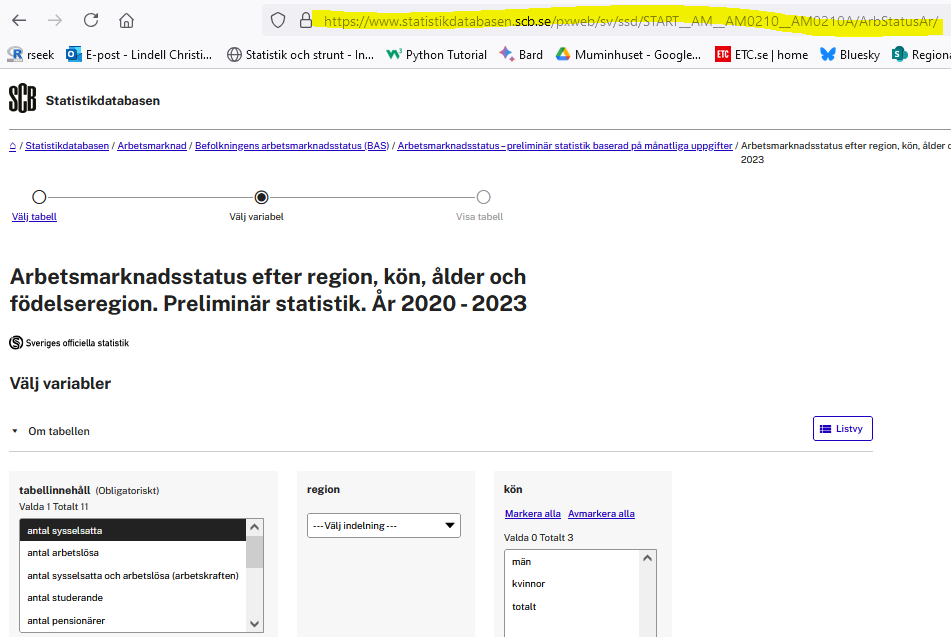 https://www.statistikdatabasen.scb.se/pxweb/sv/ssd/START__AM__AM0210__AM0210A/ArbStatusAr/
rseek E-post - Lindell Christi... Statistik och strunt - In... Python Tutorial Bard Muminhuset - Google... ETC ETC.se | home Bluesky Regiona
SCB Statistikdatabasen
/ Statistikdatabasen / Arbetsmarknad / Befolkningens arbetsmarknadsstatus (BAS) / Arbetsmarknadsstatus – preliminär statistik baserad på månatliga uppgifter / Arbetsmarknadsstatus efter region, kön, ålder o
2023
Välj tabell Välj variabel Visa tabell
Arbetsmarknadsstatus efter region, kön, ålder och
födelseregion. Preliminär statistik. År 2020 - 2023
Sveriges officiella statistik
Välj variabler
Om tabellen Listvy
tabellinnehåll (Obligatoriskt)
Valda 1 Totalt 11
antal sysselsatta
antal arbetslösa
antal sysselsatta och arbetslösa (arbetskraften)
antal studerande
antal pensionärer
region
--- Välj indelning ---
kön
Markera alla Avmarkera alla
Valda 0 Totalt 3
män
kvinnor
totalt